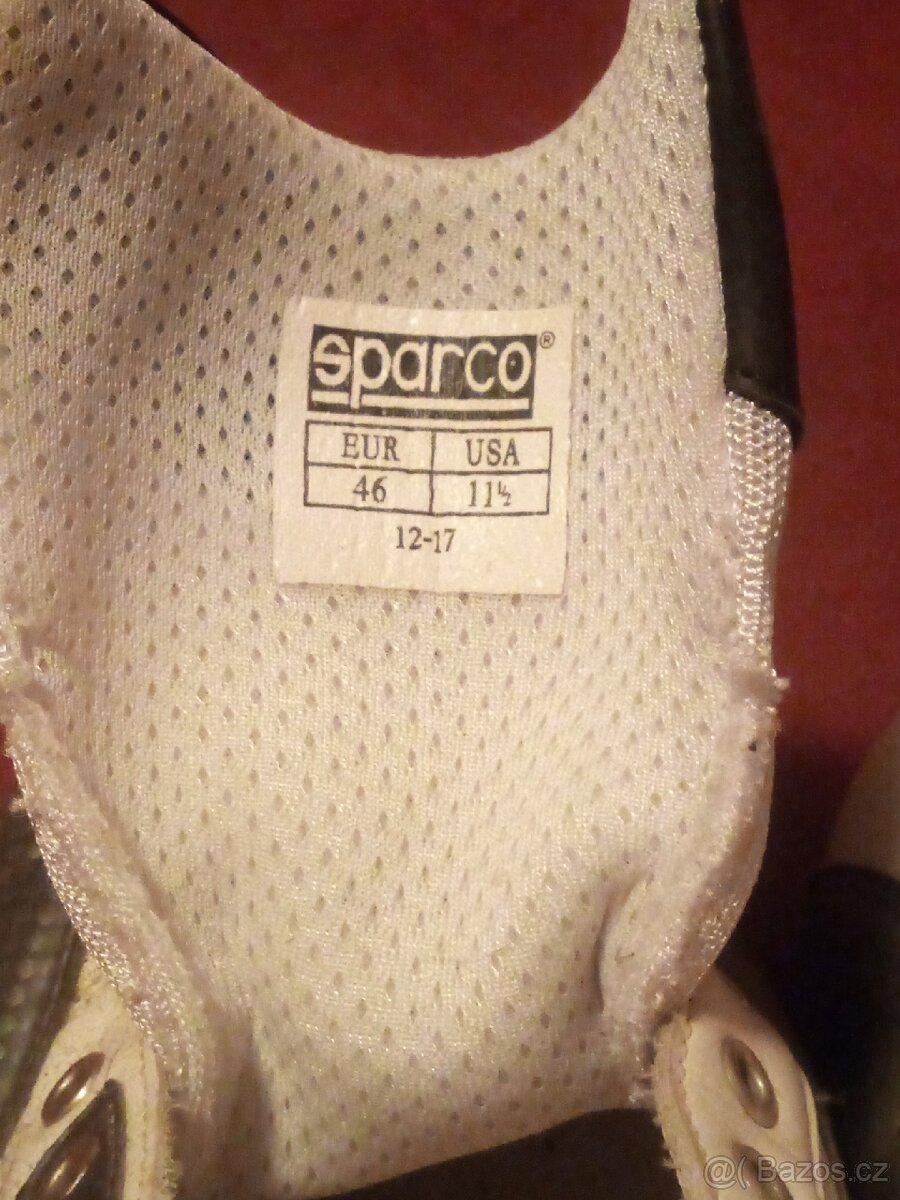 sparco®
EUR USA
46 11½
12-17
@( Bazos.cz